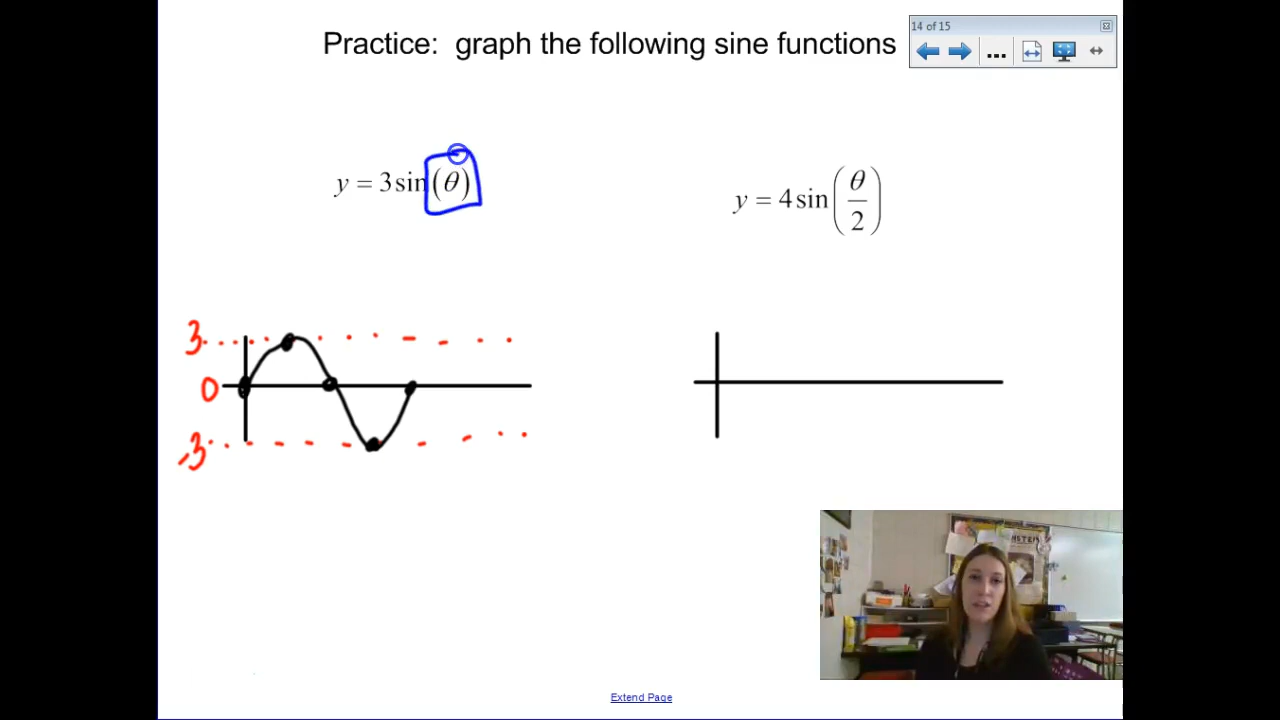 14 of 15
Practice: graph the following sine functions
y = 3 sin(θ)
y = 4 sin(θ/2)
3
0
-3
Extend Page